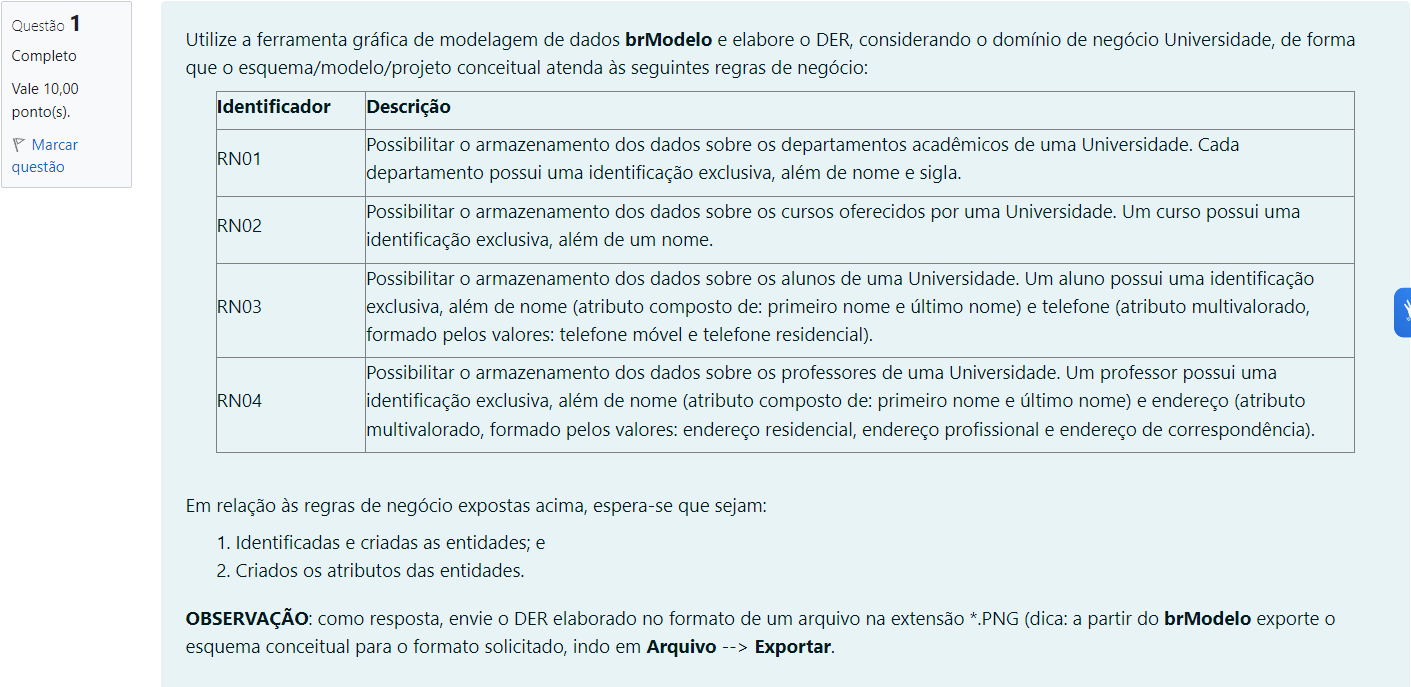 Questão 1
Completo
Vale 10,00
ponto(s).
Marcar
questão
Utilize a ferramenta gráfica de modelagem de dados brModelo e elabore o DER, considerando o domínio de negócio Universidade, de forma
que o esquema/modelo/projeto conceitual atenda às seguintes regras de negócio:
Identificador Descrição
RN01
Possibilitar o armazenamento dos dados sobre os departamentos acadêmicos de uma Universidade. Cada
departamento possui uma identificação exclusiva, além de nome e sigla.
RN02
Possibilitar o armazenamento dos dados sobre os cursos oferecidos por uma Universidade. Um curso possui uma
identificação exclusiva, além de um nome.
RN03
Possibilitar o armazenamento dos dados sobre os alunos de uma Universidade. Um aluno possui uma identificação
exclusiva, além de nome (atributo composto de: primeiro nome e último nome) e telefone (atributo multivalorado,
formado pelos valores: telefone móvel e telefone residencial).
RN04
Possibilitar o armazenamento dos dados sobre os professores de uma Universidade. Um professor possui uma
identificação exclusiva, além de nome (atributo composto de: primeiro nome e último nome) e endereço (atributo
multivalorado, formado pelos valores: endereço residencial, endereço profissional e endereço de correspondência).
Em relação às regras de negócio expostas acima, espera-se que sejam:
1. Identificadas e criadas as entidades; e
2. Criados os atributos das entidades.
OBSERVAÇÃO: como resposta, envie o DER elaborado no formato de um arquivo na extensão *.PNG (dica: a partir do brModelo exporte o
esquema conceitual para o formato solicitado, indo em Arquivo --> Exportar.